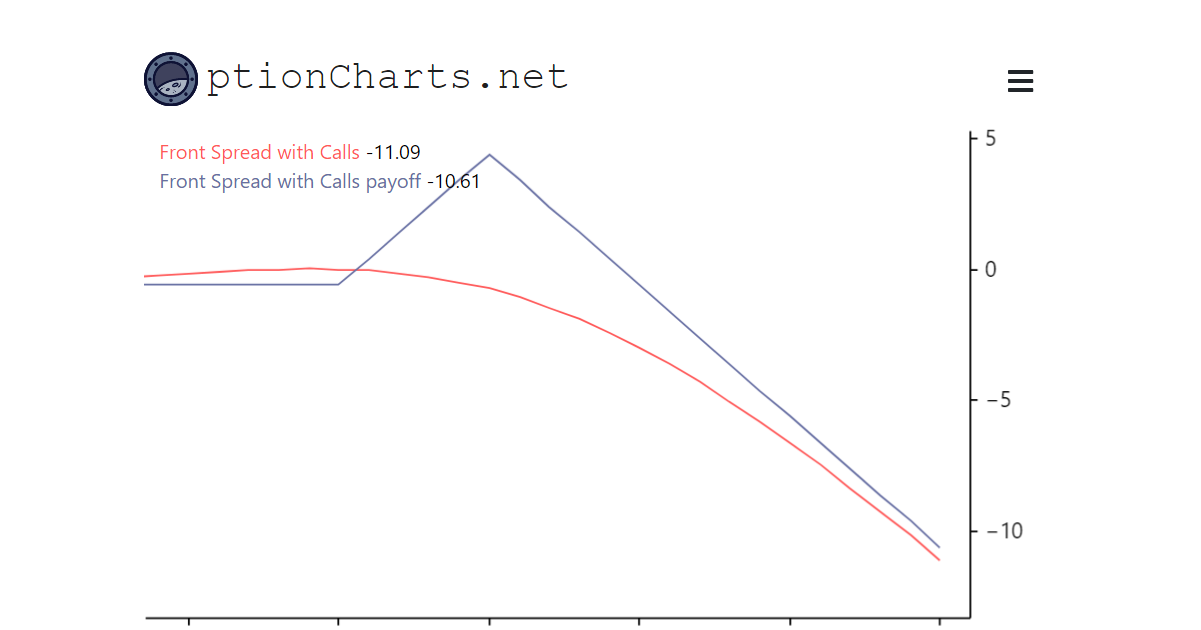 ptionCharts.net
Front Spread with Calls -11.09
Front Spread with Calls payoff -10.61
5
0
−5
−10